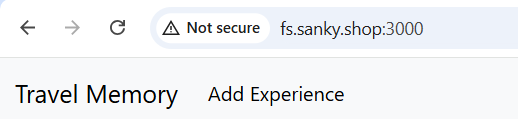 Not secure fs.sanky.shop:3000
Travel Memory Add Experience